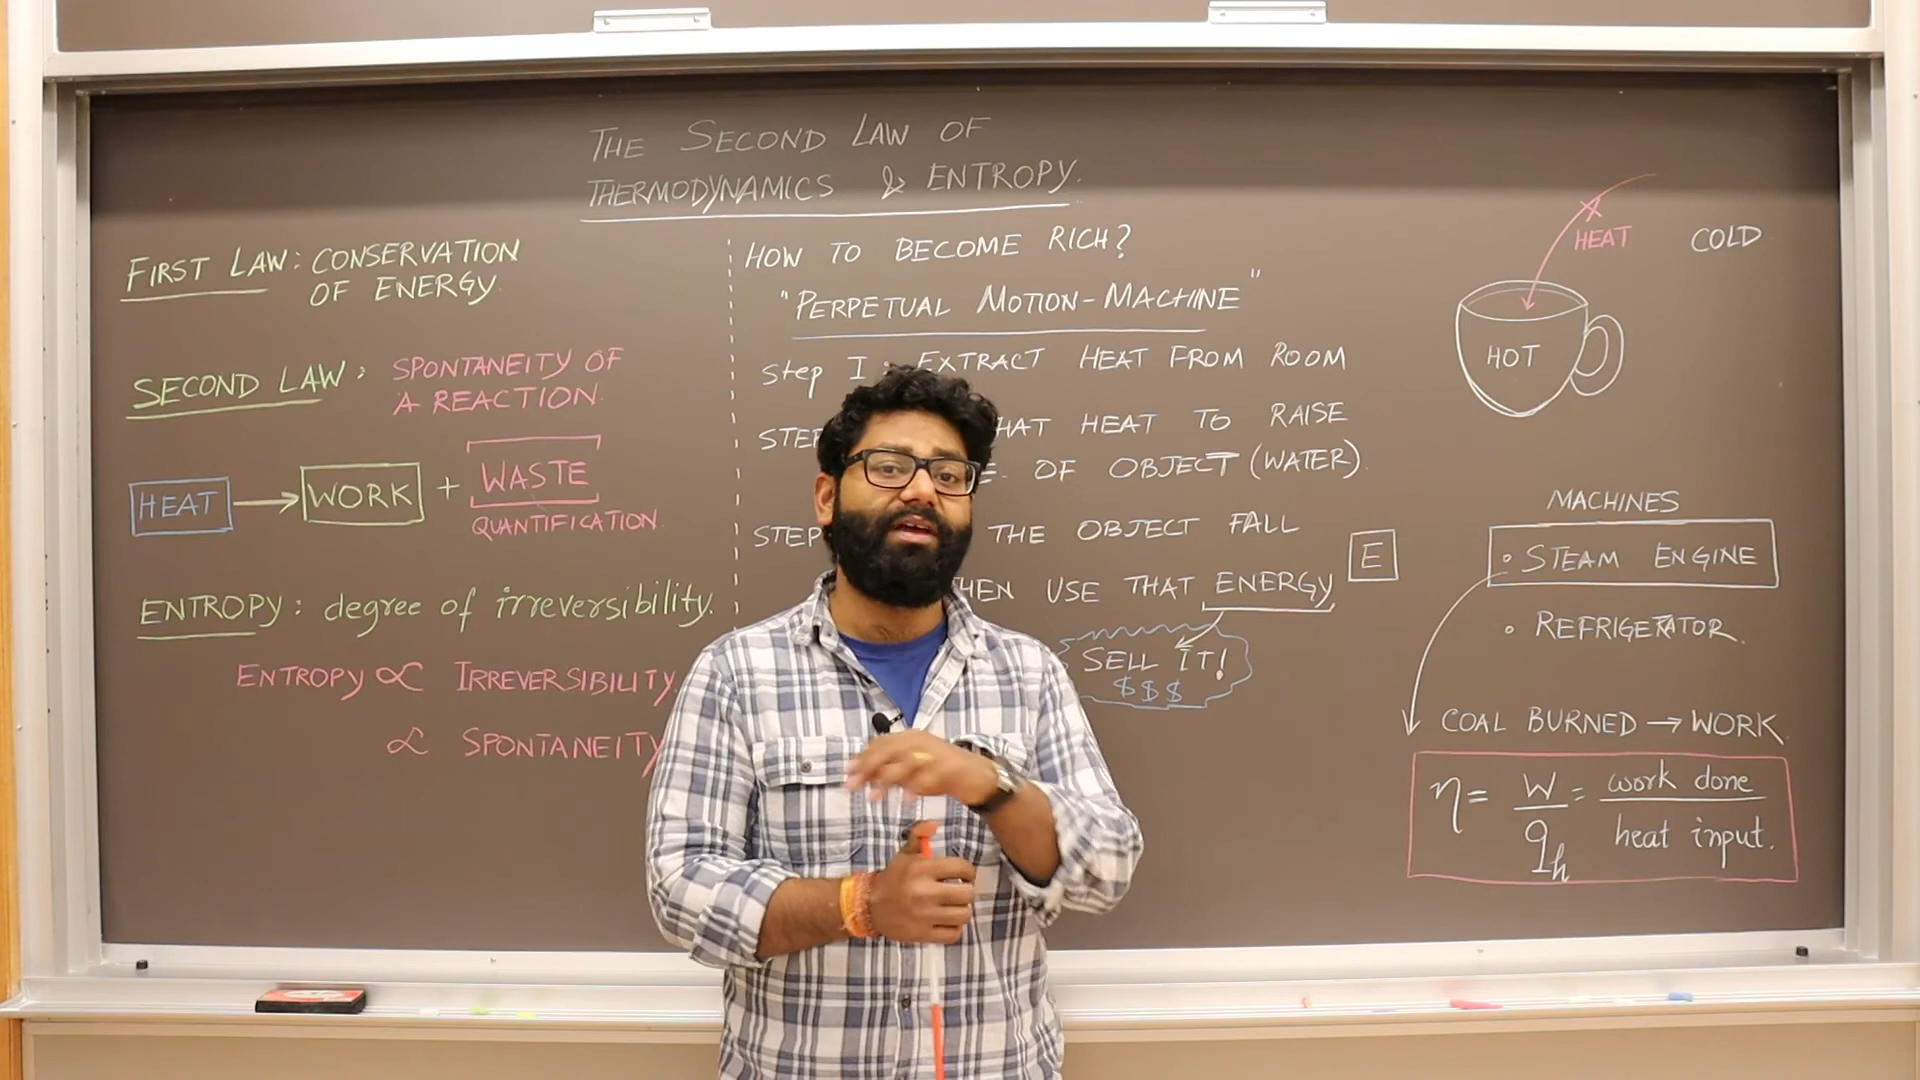 THE SECOND LAW OF
THERMODYNAMICS & ENTROPY.
FIRST LAW: CONSERVATION
OF ENERGY.
SECOND LAW: SPONTANEITY OF
A REACTION.
HEAT → WORK + WASTE
QUANTIFICATION.
ENTROPY: degree of irreversibility.
ENTROPY ∝ IRREVERSIBILITY.
∝ SPONTANEITY
HOW TO BECOME RICH?
"PERPETUAL MOTION-MACHINE"
Step I: EXTRACT HEAT FROM ROOM
STEP HEAT TO RAISE
OF OBJECT (WATER).
STEP THE OBJECT FALL
USE THAT ENERGY
E
SELL IT!
$$$
HEAT
COLD
HOT
MACHINES
• STEAM ENGINE
• REFRIGERATOR.
COAL BURNED → WORK.
η = W/qh = work done / heat input.